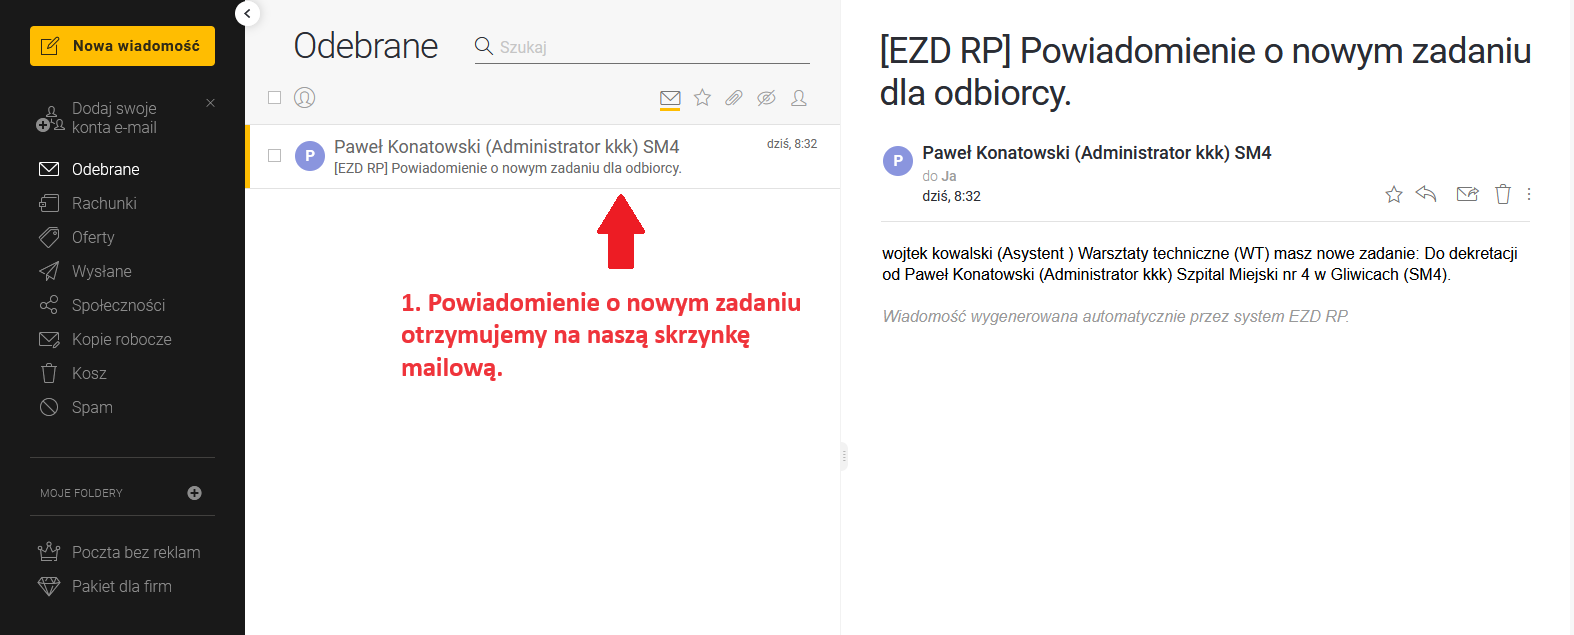 Nowa wiadomość
Dodaj swoje
konta e-mail
Odebrane
Rachunki
Oferty
Wysłane
Społeczności
Kopie robocze
Kosz
Spam
MOJE FOLDERY
Poczta bez reklam
Pakiet dla firm
Odebrane
Szukaj
P
Paweł Konatowski (Administrator kkk) SM4
dziś, 8:32
[EZD RP] Powiadomienie o nowym zadaniu dla odbiorcy.
1. Powiadomienie o nowym zadaniu
otrzymujemy na naszą skrzynkę
mailową.
[EZD RP] Powiadomienie o nowym zadaniu
dla odbiorcy.
P
Paweł Konatowski (Administrator kkk) SM4
do Ja
dziś, 8:32
wojtek kowalski (Asystent ) Warsztaty techniczne (WT) masz nowe zadanie: Do dekretacji
od Paweł Konatowski (Administrator kkk) Szpital Miejski nr 4 w Gliwicach (SM4).
Wiadomość wygenerowana automatycznie przez system EZD RP.